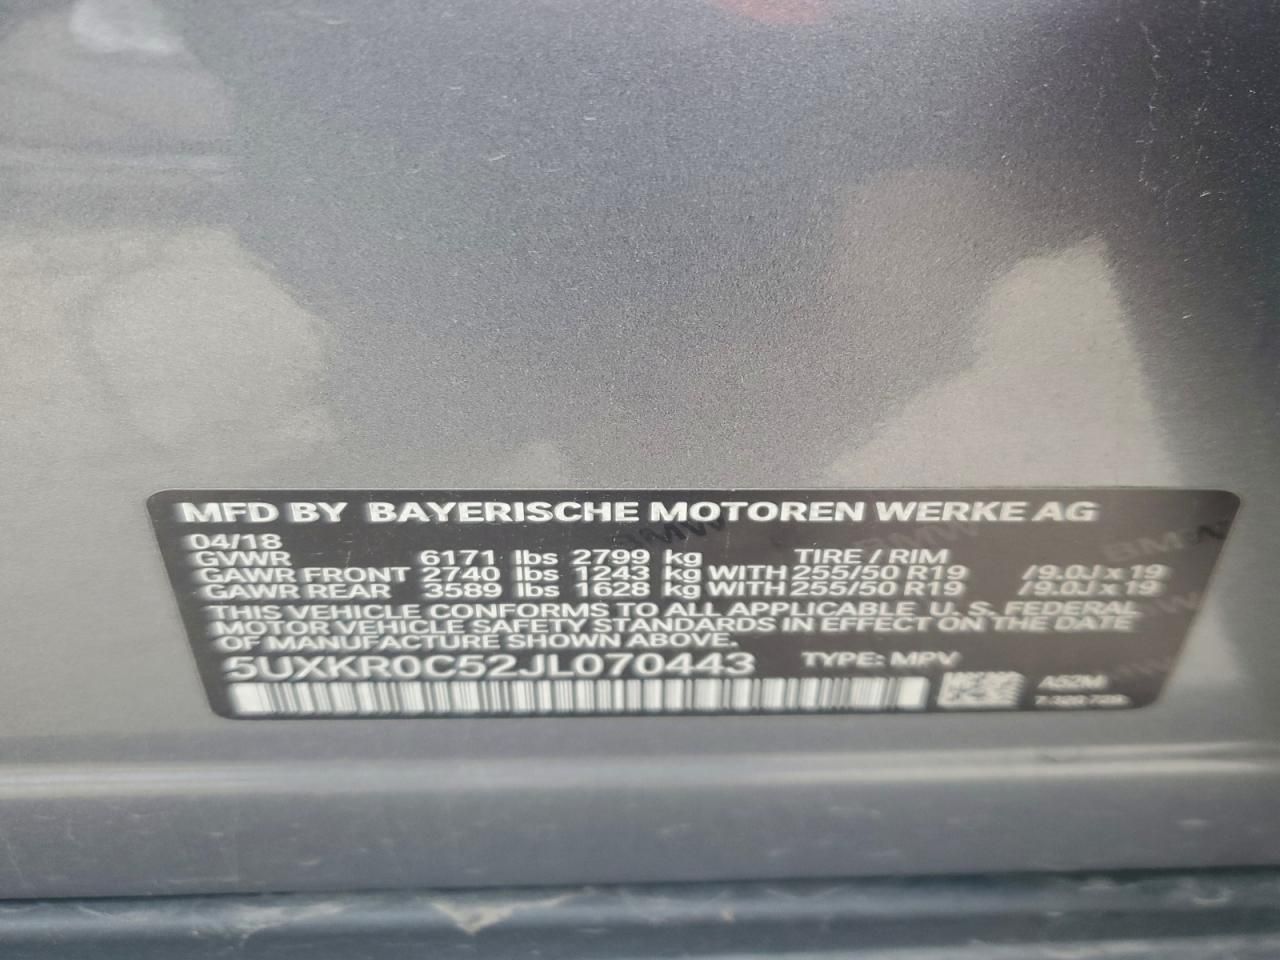 MFD BY BAYERISCHE MOTOREN WERKE AG
04/18
GVWR 6171 lbs 2799 kg TIRE / RIM
GAWR FRONT 2740 lbs 1243 kg WITH 255/50 R19 /9.0J x 19
GAWR REAR 3589 lbs 1628 kg WITH 255/50 R19 /9.0J x 19
THIS VEHICLE CONFORMS TO ALL APPLICABLE U. S. FEDERAL
MOTOR VEHICLE SAFETY STANDARDS IN EFFECT ON THE DATE
OF MANUFACTURE SHOWN ABOVE.
5UXKR0C52JL070443 TYPE: MPV
A52M